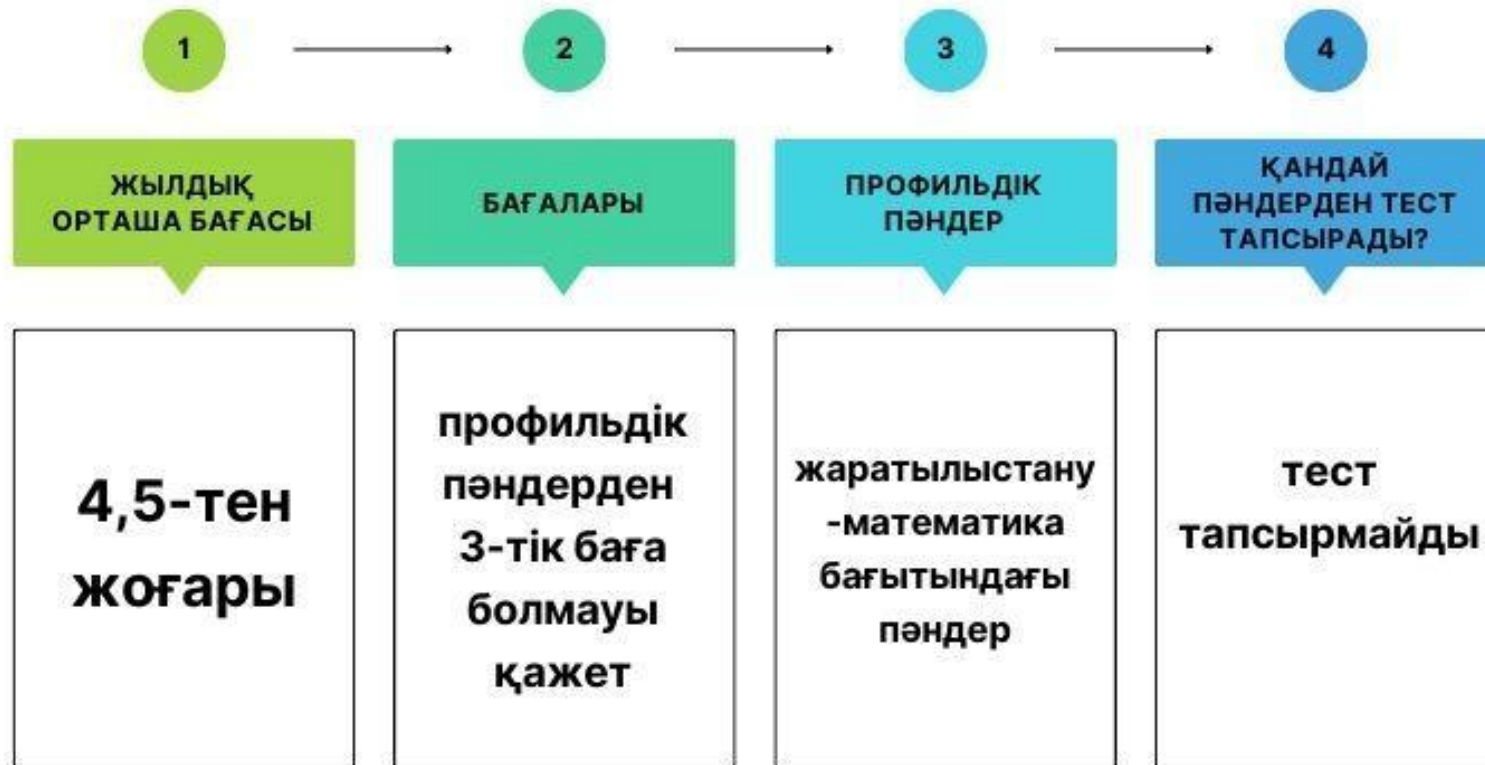 1
2
3
4
ЖЫЛДЫҚ
ОРТАША БАҒАСЫ
БАҒАЛАРЫ
ПРОФИЛЬДІК
ПӘНДЕР
ҚАНДАЙ
ПӘНДЕРДЕН ТЕСТ
ТАПСЫРАДЫ?
4,5-тен
жоғары
профильдік
пәндерден
3-тік баға
болмауы
қажет
жаратылыстану
-математика
бағытындағы
пәндер
тест
тапсырмайды